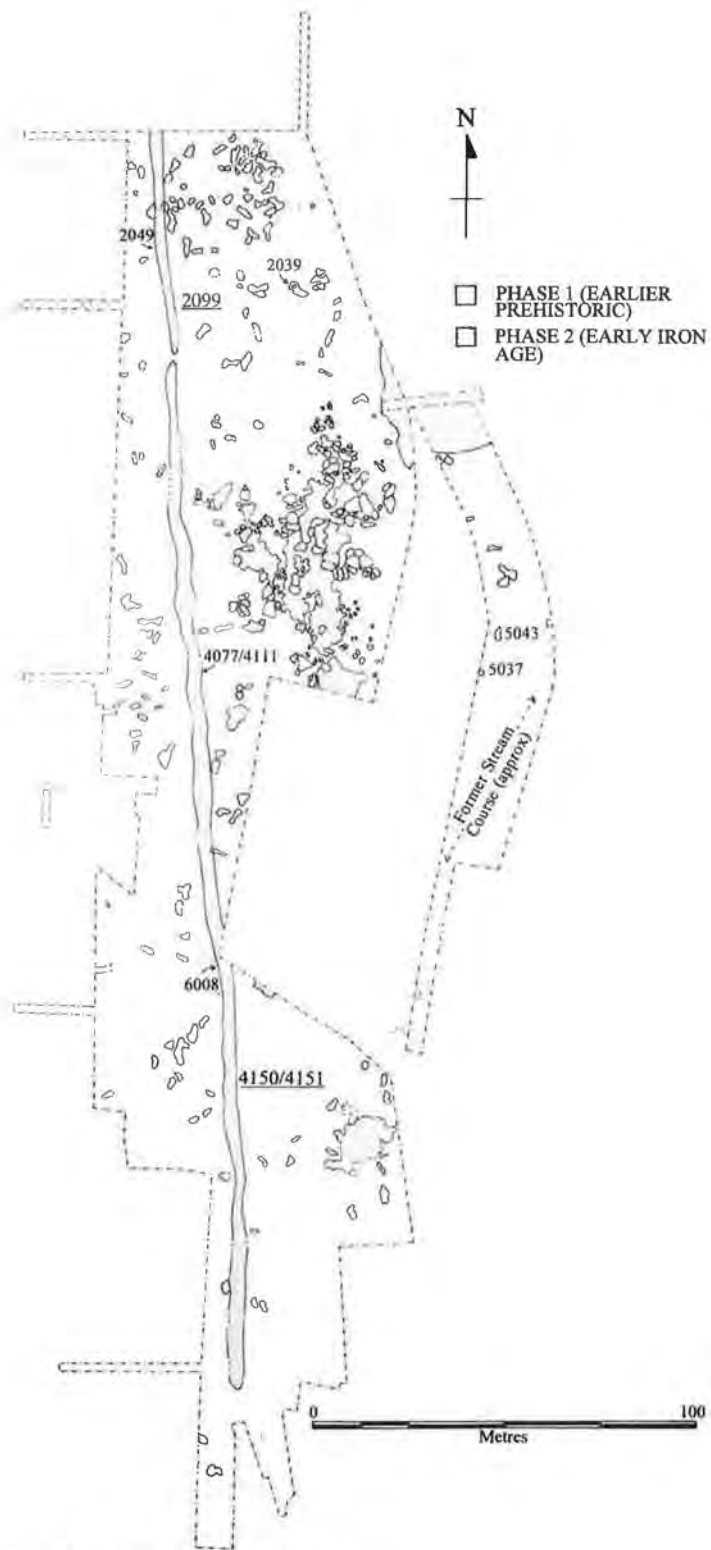 N
2049
2099
2039
PHASE 1 (EARLIER
PREHISTORIC)
PHASE 2 (EARLY IRON
AGE)
5043
5037
4077/4111
Former Stream
Course (approx)
6008
4150/4151
0 100
Metres